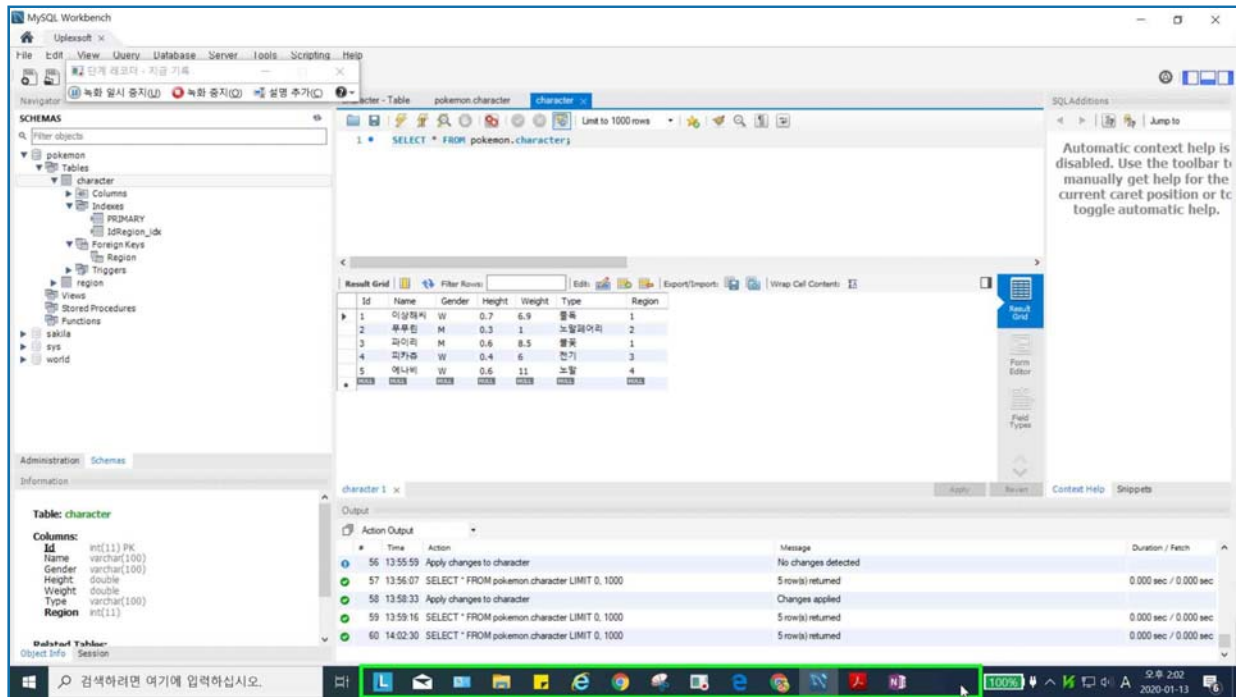 MySQL Workbench
Uplexsoft ×
File Edit View Query Database Server Tools Scripting Help
단계 레코더 - 지금 기록
녹화 일시 중지(U) 녹화 중지(O) 설명 추가(C)
Navigator
character - Table pokemon.character character ×
SQLAdditions
SCHEMAS
Filter objects
Limit to 1000 rows
Jump to
1 SELECT * FROM pokemon.character;
pokemon
Tables
character
Columns
Indexes
PRIMARY
IdRegion_idx
Foreign Keys
Region
Triggers
region
Views
Stored Procedures
Functions
sakila
sys
world
Automatic context help is
disabled. Use the toolbar to
manually get help for the
current caret position or to
toggle automatic help.
Result Grid Filter Rows: Edit: Export/Import: Wrap Cell Content:
Id Name Gender Height Weight Type Region
1 이상해씨 W 0.7 6.9 풀독 1
2 푸푸린 M 0.3 1 노말페어리 2
3 파이리 M 0.6 8.5 불꽃 1
4 피카츄 W 0.4 6 전기 3
5 에나비 W 0.6 11 노말 4
NULL NULL NULL NULL NULL NULL NULL
Result
Grid
Form
Editor
Field
Types
Administration Schemas
Information
character 1 ×
Apply Revert
Context Help Snippets
Table: character
Columns:
Id int(11) PK
Name varchar(100)
Gender varchar(100)
Height double
Weight double
Type varchar(100)
Region int(11)
Related Tables:
Object Info Session
Output
Action Output
# Time Action Message Duration / Fetch
56 13:55:59 Apply changes to character No changes detected
57 13:56:07 SELECT * FROM pokemon.character LIMIT 0, 1000 5 row(s) returned 0.000 sec / 0.000 sec
58 13:58:33 Apply changes to character Changes applied
59 13:59:16 SELECT * FROM pokemon.character LIMIT 0, 1000 5 row(s) returned 0.000 sec / 0.000 sec
60 14:02:30 SELECT * FROM pokemon.character LIMIT 0, 1000 5 row(s) returned 0.000 sec / 0.000 sec
검색하려면 여기에 입력하십시오.
100%
A
오후 2:02
2020-01-13